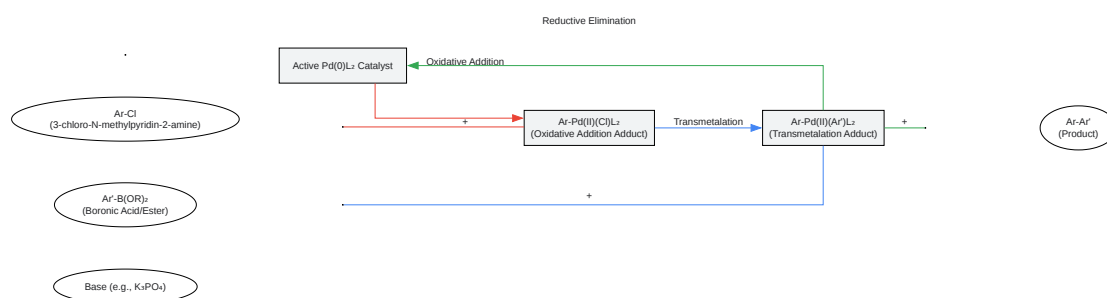 Reductive Elimination
Active Pd(0)L₂ Catalyst
Oxidative Addition
Ar-Cl
(3-chloro-N-methylpyridin-2-amine)
+
Ar-Pd(II)(Cl)L₂
(Oxidative Addition Adduct)
Transmetalation
Ar-Pd(II)(Ar')L₂
(Transmetalation Adduct)
+
Ar-Ar'
(Product)
Ar'-B(OR)₂
(Boronic Acid/Ester)
+
Base (e.g., K₃PO₄)